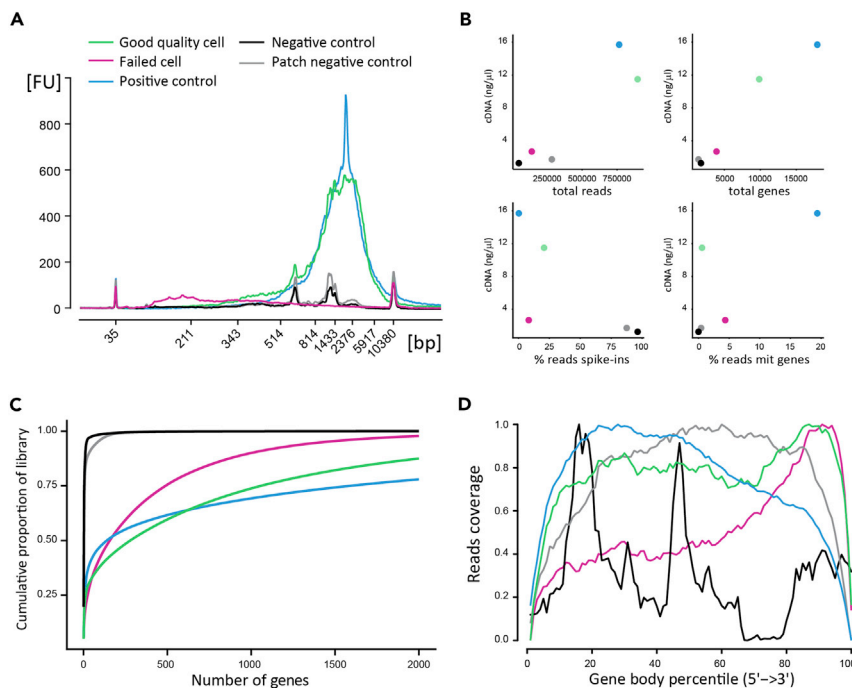 A
Good quality cell
Failed cell
Positive control
Negative control
Patch negative control
[FU]
800
600
400
200
0
35
211
343
514
814
1433
2376
5917
10380
[bp]
B
cDNA (ng/µl)
16
12
8
4
250000 500000 750000
total reads
cDNA (ng/µl)
16
12
8
4
5000 10000 15000
total genes
cDNA (ng/µl)
16
12
8
4
0 25 50 75 100
% reads spike-ins
cDNA (ng/µl)
16
12
8
4
0 5 10 15 20
% reads mit genes
C
Cumulative proportion of library
1.00
0.75
0.50
0.25
0 500 1000 1500 2000
Number of genes
D
Reads coverage
1.0
0.8
0.6
0.4
0.2
0.0
0 20 40 60 80 100
Gene body percentile (5'->3')